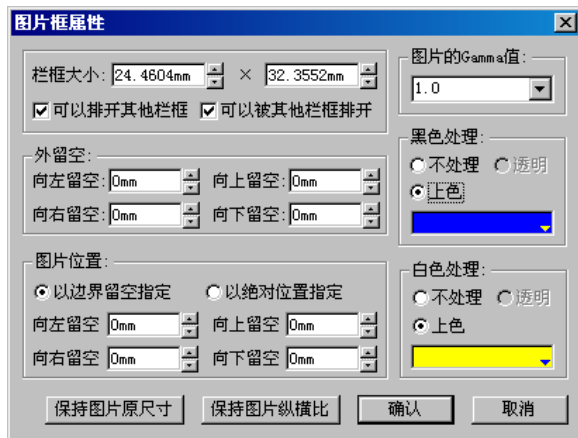 图片框属性
栏框大小: 24.4604mm × 32.3552mm
可以排开其他栏框 可以被其他栏框排开
外留空:
向左留空: 0mm 向上留空: 0mm
向右留空: 0mm 向下留空: 0mm
图片位置:
以边界留空指定 以绝对位置指定
向左留空 0mm 向上留空 0mm
向右留空 0mm 向下留空 0mm
图片的Gamma值:
1.0
黑色处理:
不处理 透明
上色
白色处理:
不处理 透明
上色
保持图片原尺寸 保持图片纵横比 确认 取消